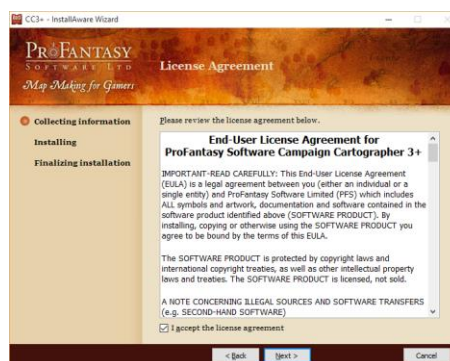 CC3+ - InstallAware Wizard
PROFANTASY
SOFTWARE LTD
Map Making for Gamers
License Agreement
Collecting information
Installing
Finalizing installation
Please review the license agreement below.
End-User License Agreement for
ProFantasy Software Campaign Cartographer 3+
IMPORTANT-READ CAREFULLY: This End-User License Agreement
(EULA) is a legal agreement between you (either an individual or a
single entity) and ProFantasy Software Limited (PFS) which includes
ALL symbols and artwork, documentation and software contained in the
software product identified above (SOFTWARE PRODUCT). By
installing, copying or otherwise using the SOFTWARE PRODUCT you
agree to be bound by the terms of this EULA.
The SOFTWARE PRODUCT is protected by copyright laws and
international copyright treaties, as well as other intellectual property
laws and treaties. The SOFTWARE PRODUCT is licensed, not sold.
A NOTE CONCERNING ILLEGAL SOURCES AND SOFTWARE TRANSFERS
(e.g. SECOND-HAND SOFTWARE)
I accept the license agreement
< Back
Next >
Cancel